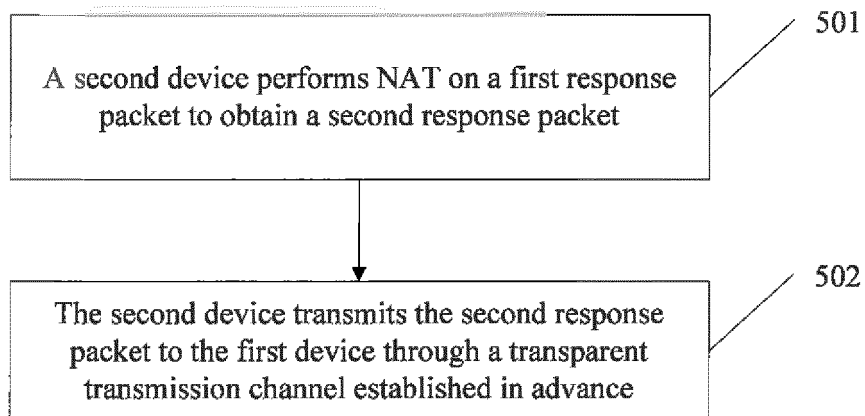 501
A second device performs NAT on a first response
packet to obtain a second response packet
502
The second device transmits the second response
packet to the first device through a transparent
transmission channel established in advance